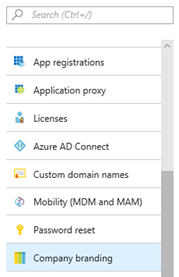 Search (Ctrl+/)
App registrations
Application proxy
Licenses
Azure AD Connect
Custom domain names
Mobility (MDM and MAM)
Password reset
Company branding